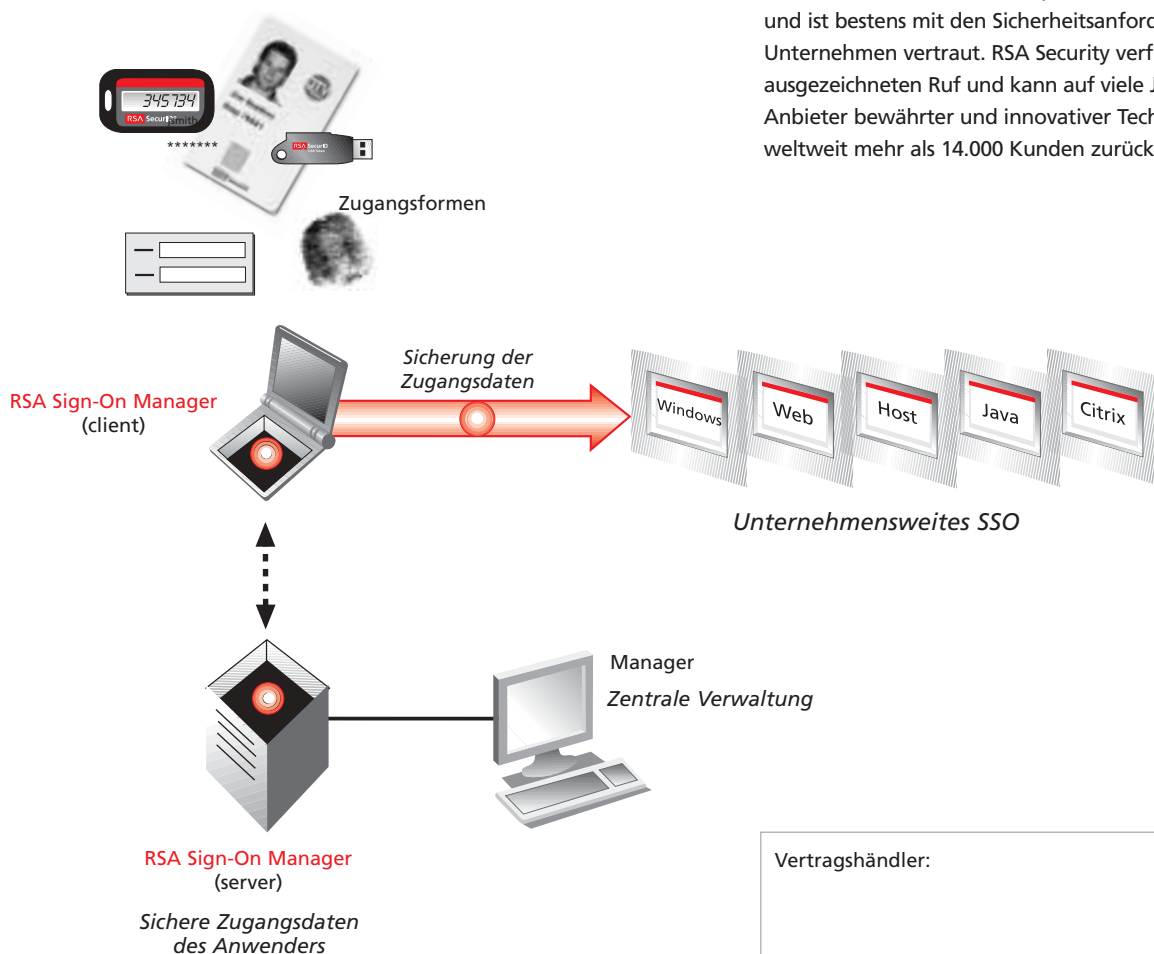 und ist bestens mit den Sicherheitsanford
Unternehmen vertraut. RSA Security verf
ausgezeichneten Ruf und kann auf viele J
Anbieter bewährter und innovativer Tech
weltweit mehr als 14.000 Kunden zurück
345734
RSA SecurID
jsmith
*******
RSA SecurID
Zugangsformen
RSA Sign-On Manager
(client)
Sicherung der
Zugangsdaten
Windows
Web
Host
Java
Citrix
Unternehmensweites SSO
Manager
Zentrale Verwaltung
RSA Sign-On Manager
(server)
Sichere Zugangsdaten
des Anwenders
Vertragshändler: